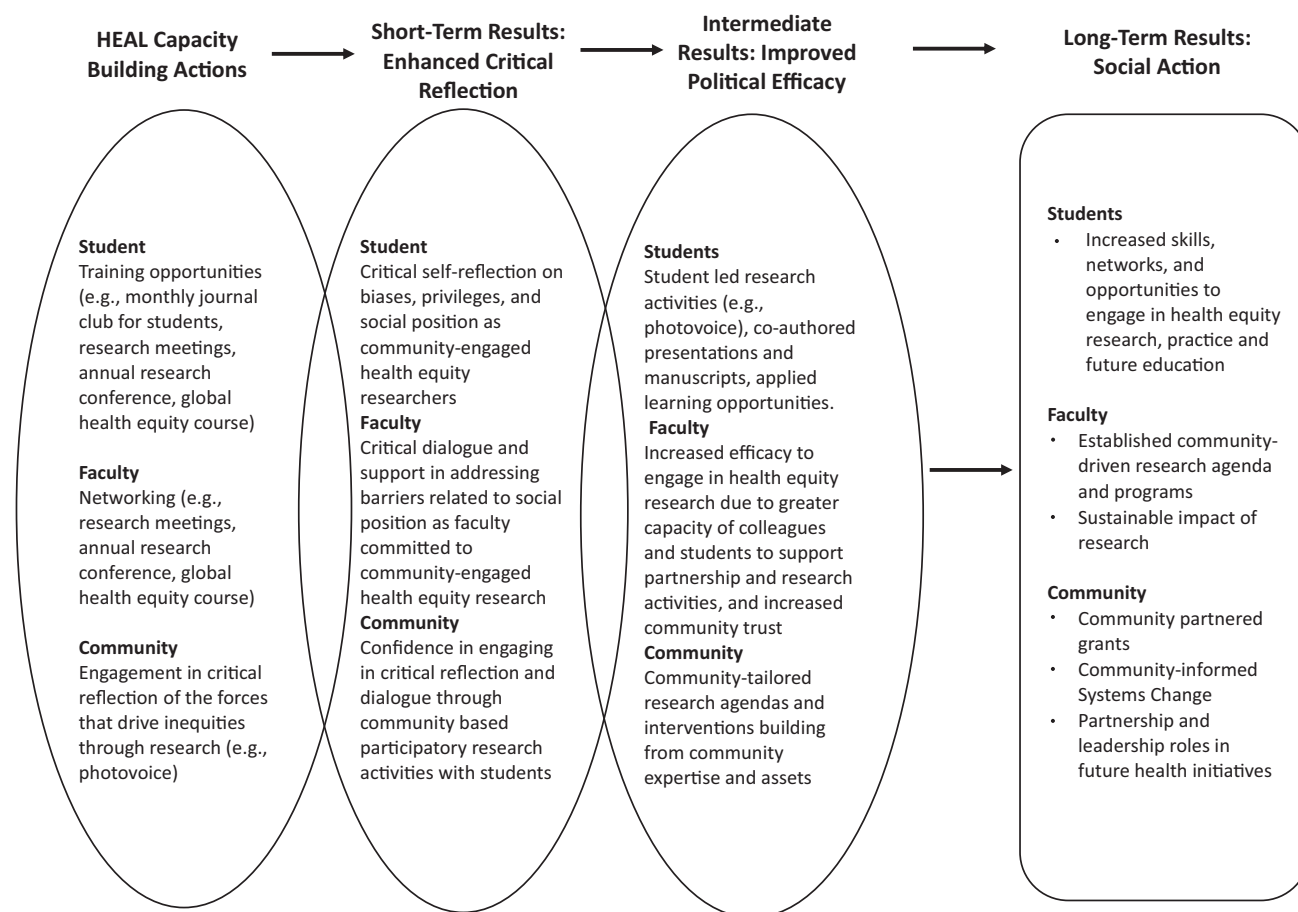 HEAL Capacity
Building Actions
Short-Term Results:
Enhanced Critical
Reflection
Intermediate
Results: Improved
Political Efficacy
Long-Term Results:
Social Action
Student
Training opportunities
(e.g., monthly journal
club for students,
research meetings,
annual research
conference, global
health equity course)
Faculty
Networking (e.g.,
research meetings,
annual research
conference, global
health equity course)
Community
Engagement in critical
reflection of the forces
that drive inequities
through research (e.g.,
photovoice)
Student
Critical self-reflection on
biases, privileges, and
social position as
community-engaged
health equity
researchers
Faculty
Critical dialogue and
support in addressing
barriers related to social
position as faculty
committed to
community-engaged
health equity research
Community
Confidence in engaging
in critical reflection and
dialogue through
community based
participatory research
activities with students
Students
Student led research
activities (e.g.,
photovoice), co-authored
presentations and
manuscripts, applied
learning opportunities.
Faculty
Increased efficacy to
engage in health equity
research due to greater
capacity of colleagues
and students to support
partnership and research
activities, and increased
community trust
Community
Community-tailored
research agendas and
interventions building
from community
expertise and assets
Students
• Increased skills,
networks, and
opportunities to
engage in health equity
research, practice and
future education
Faculty
• Established community-
driven research agenda
and programs
• Sustainable impact of
research
Community
• Community partnered
grants
• Community-informed
Systems Change
• Partnership and
leadership roles in
future health initiatives